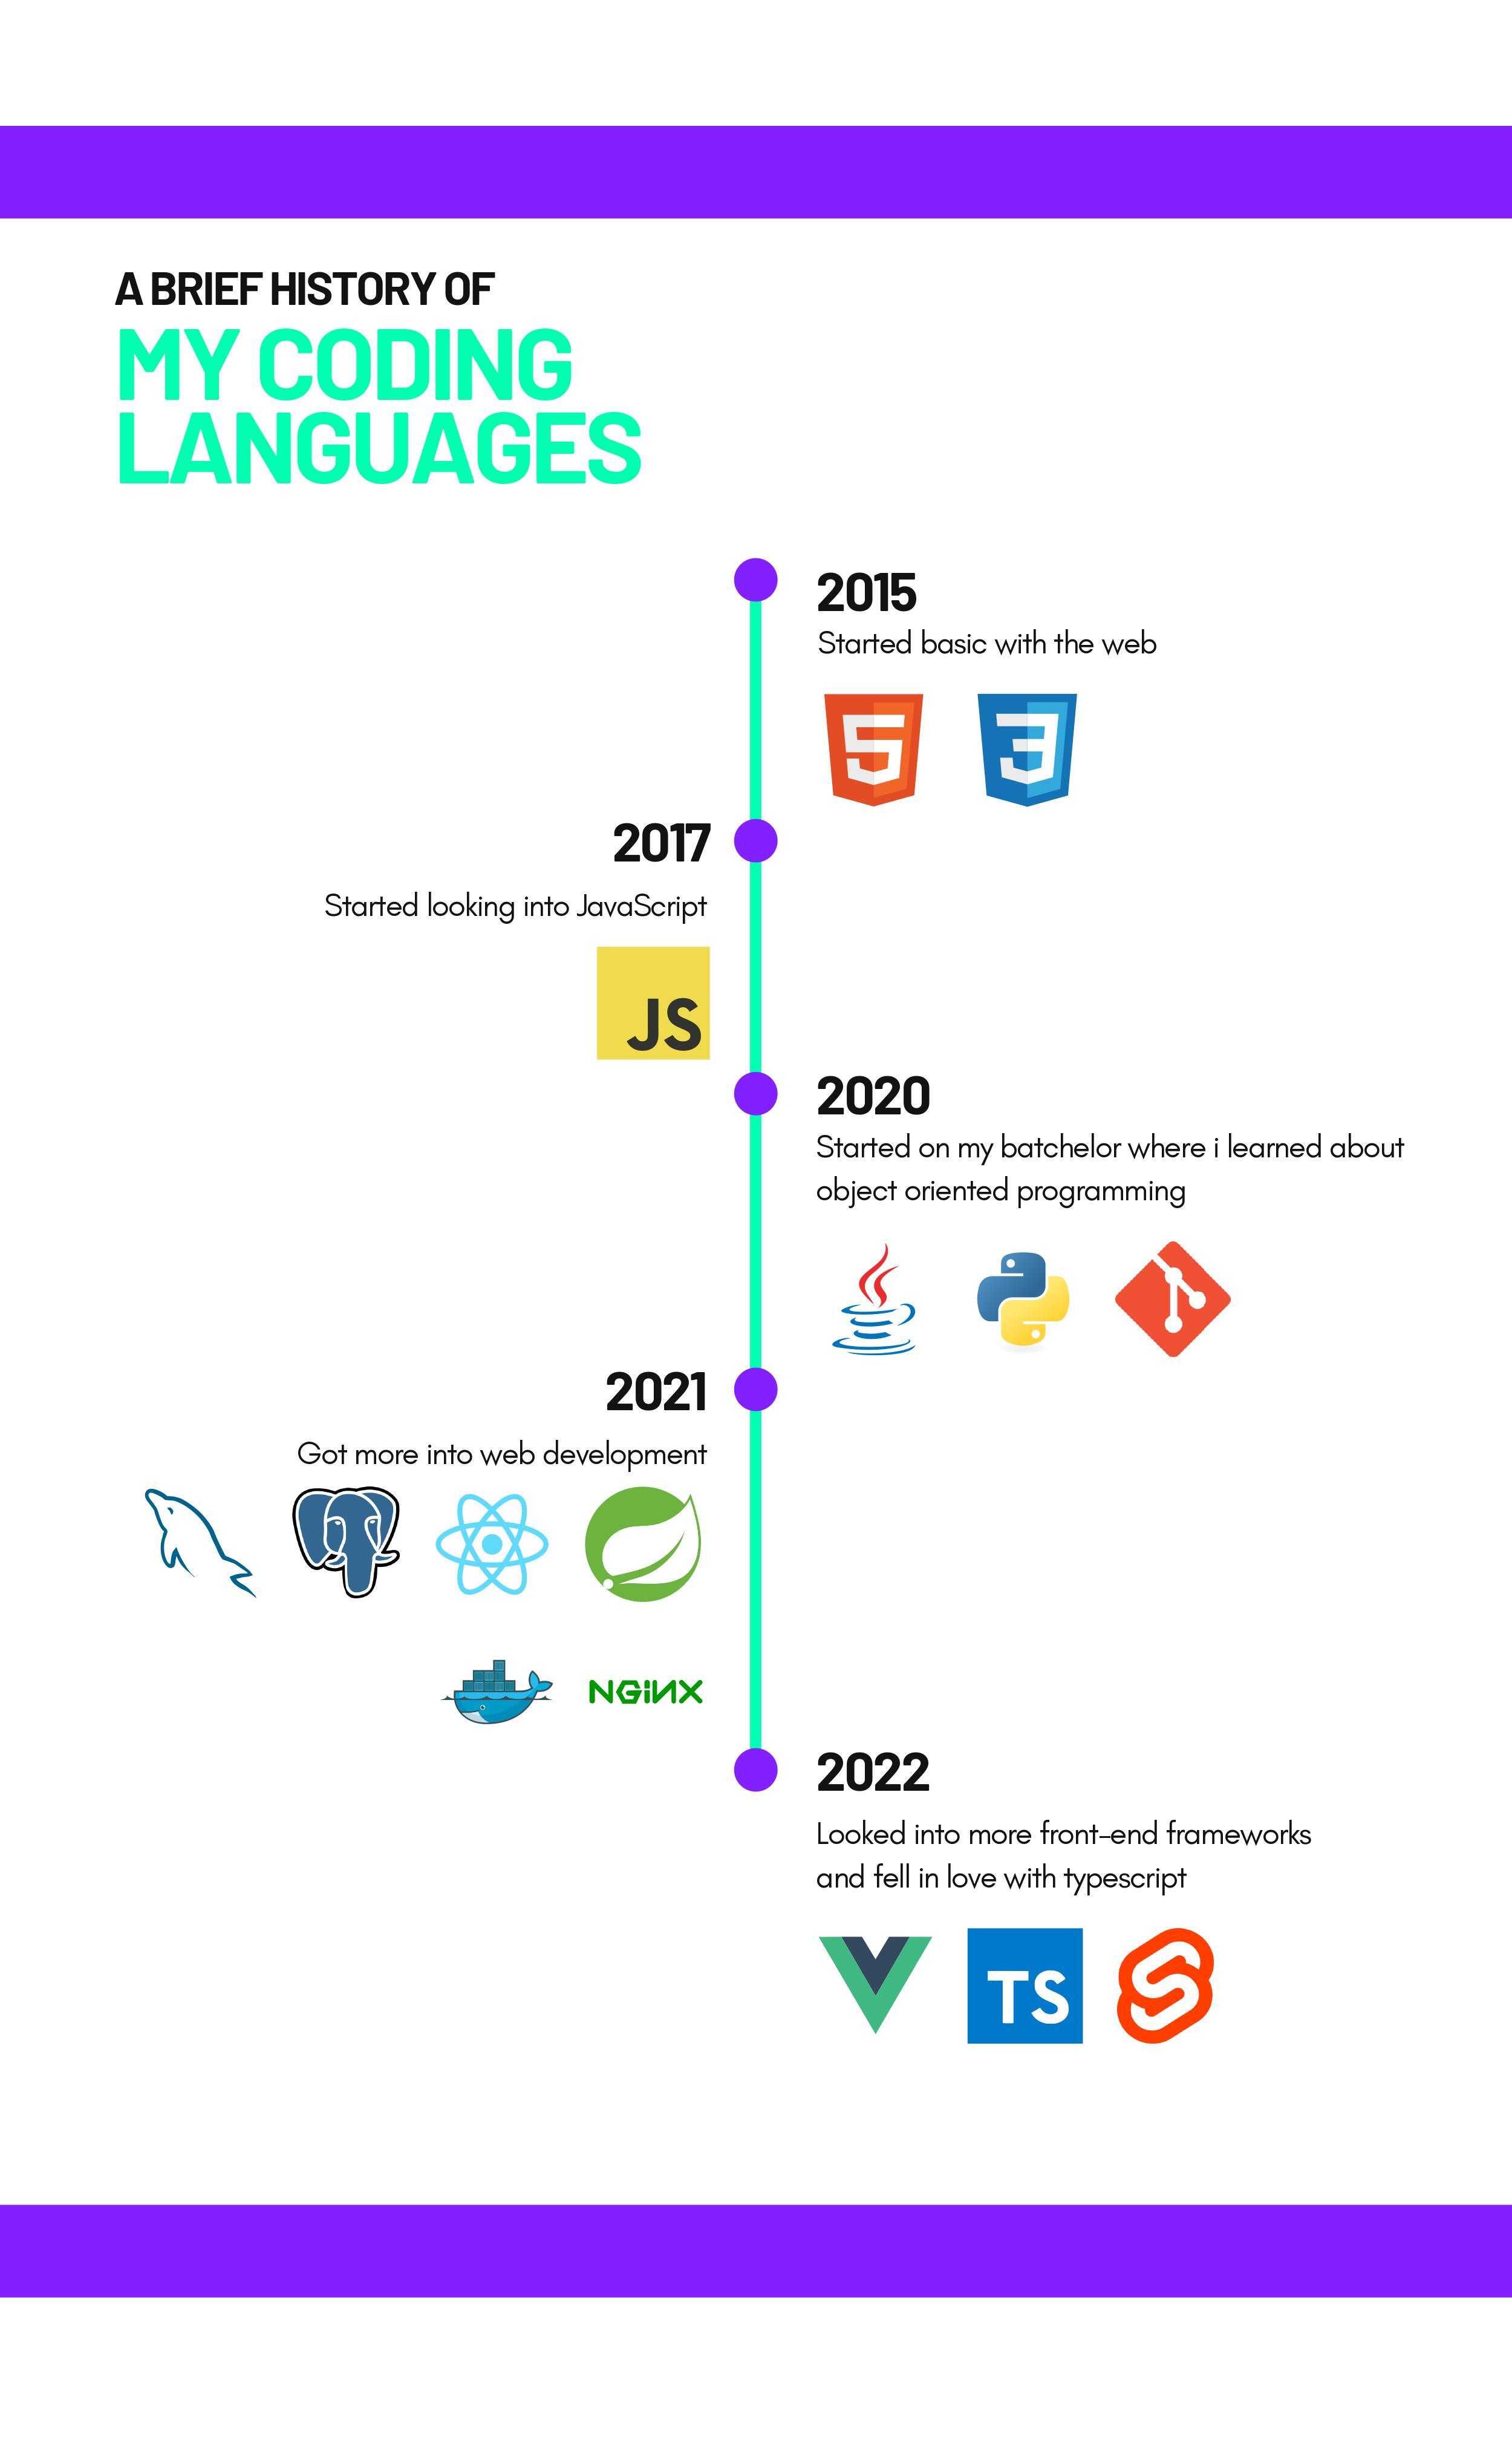 A BRIEF HISTORY OF
MY CODING
LANGUAGES
2015
Started basic with the web
5 3
2017
Started looking into JavaScript
JS
2020
Started on my batchelor where i learned about
object oriented programming
2021
Got more into web development
NGiNX
2022
Looked into more front-end frameworks
and fell in love with typescript
TS